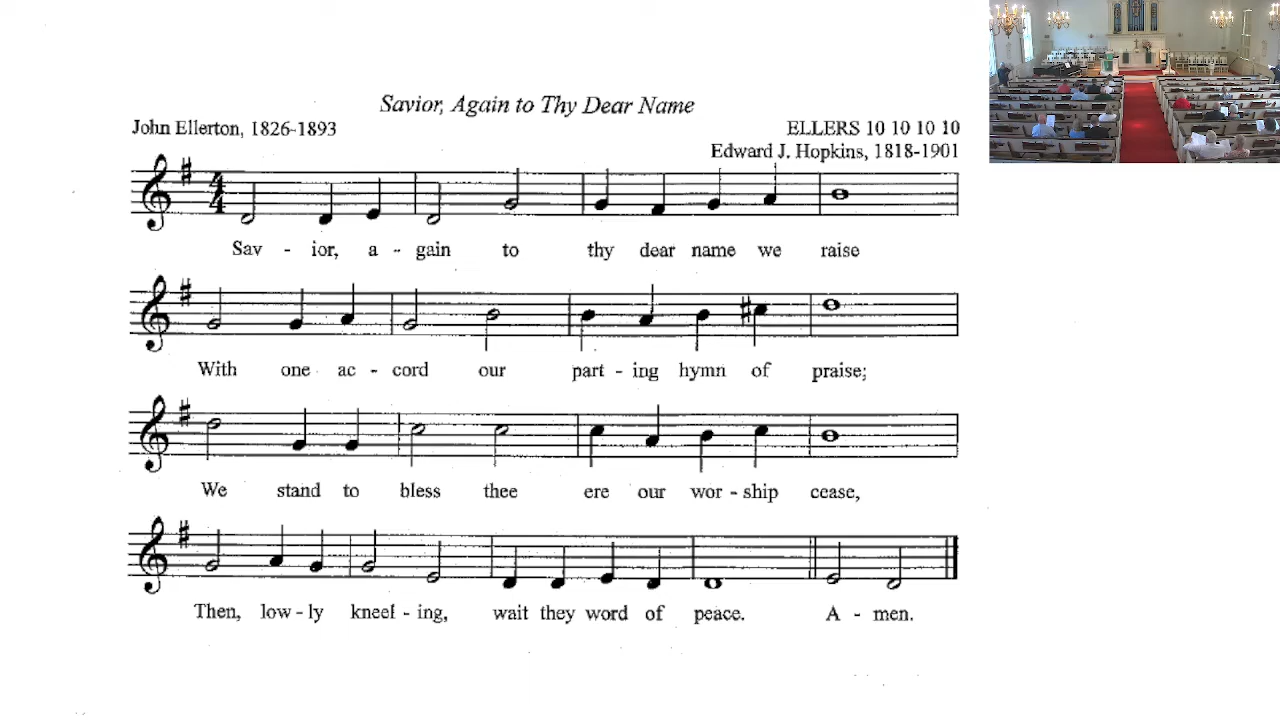 Savior, Again to Thy Dear Name
John Ellerton, 1826-1893
ELLERS 10 10 10 10
Edward J. Hopkins, 1818-1901
4
4
Sav - ior, a - gain to thy dear name we raise
With one ac - cord our part - ing hymn of praise;
We stand to bless thee ere our wor - ship cease,
Then, low - ly kneel - ing, wait they word of peace. A - men.